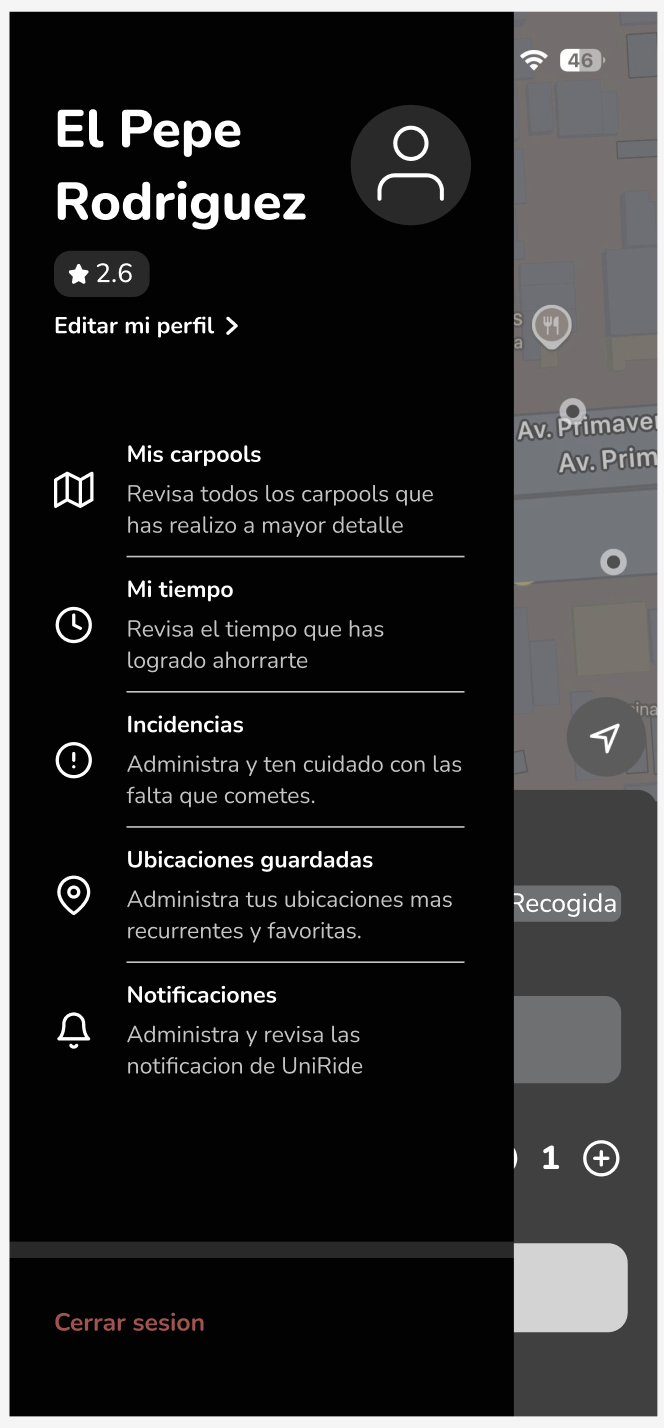 46
El Pepe
Rodriguez
2.6
Editar mi perfil
Av. Primaver
Av. Prim
Mis carpools
Revisa todos los carpools que
has realizo a mayor detalle
Mi tiempo
Revisa el tiempo que has
logrado ahorrarte
Incidencias
Administra y ten cuidado con las
falta que cometes.
Ubicaciones guardadas
Administra tus ubicaciones mas
recurrentes y favoritas.
Recogida
Notificaciones
Administra y revisa las
notificacion de UniRide
1
Cerrar sesion